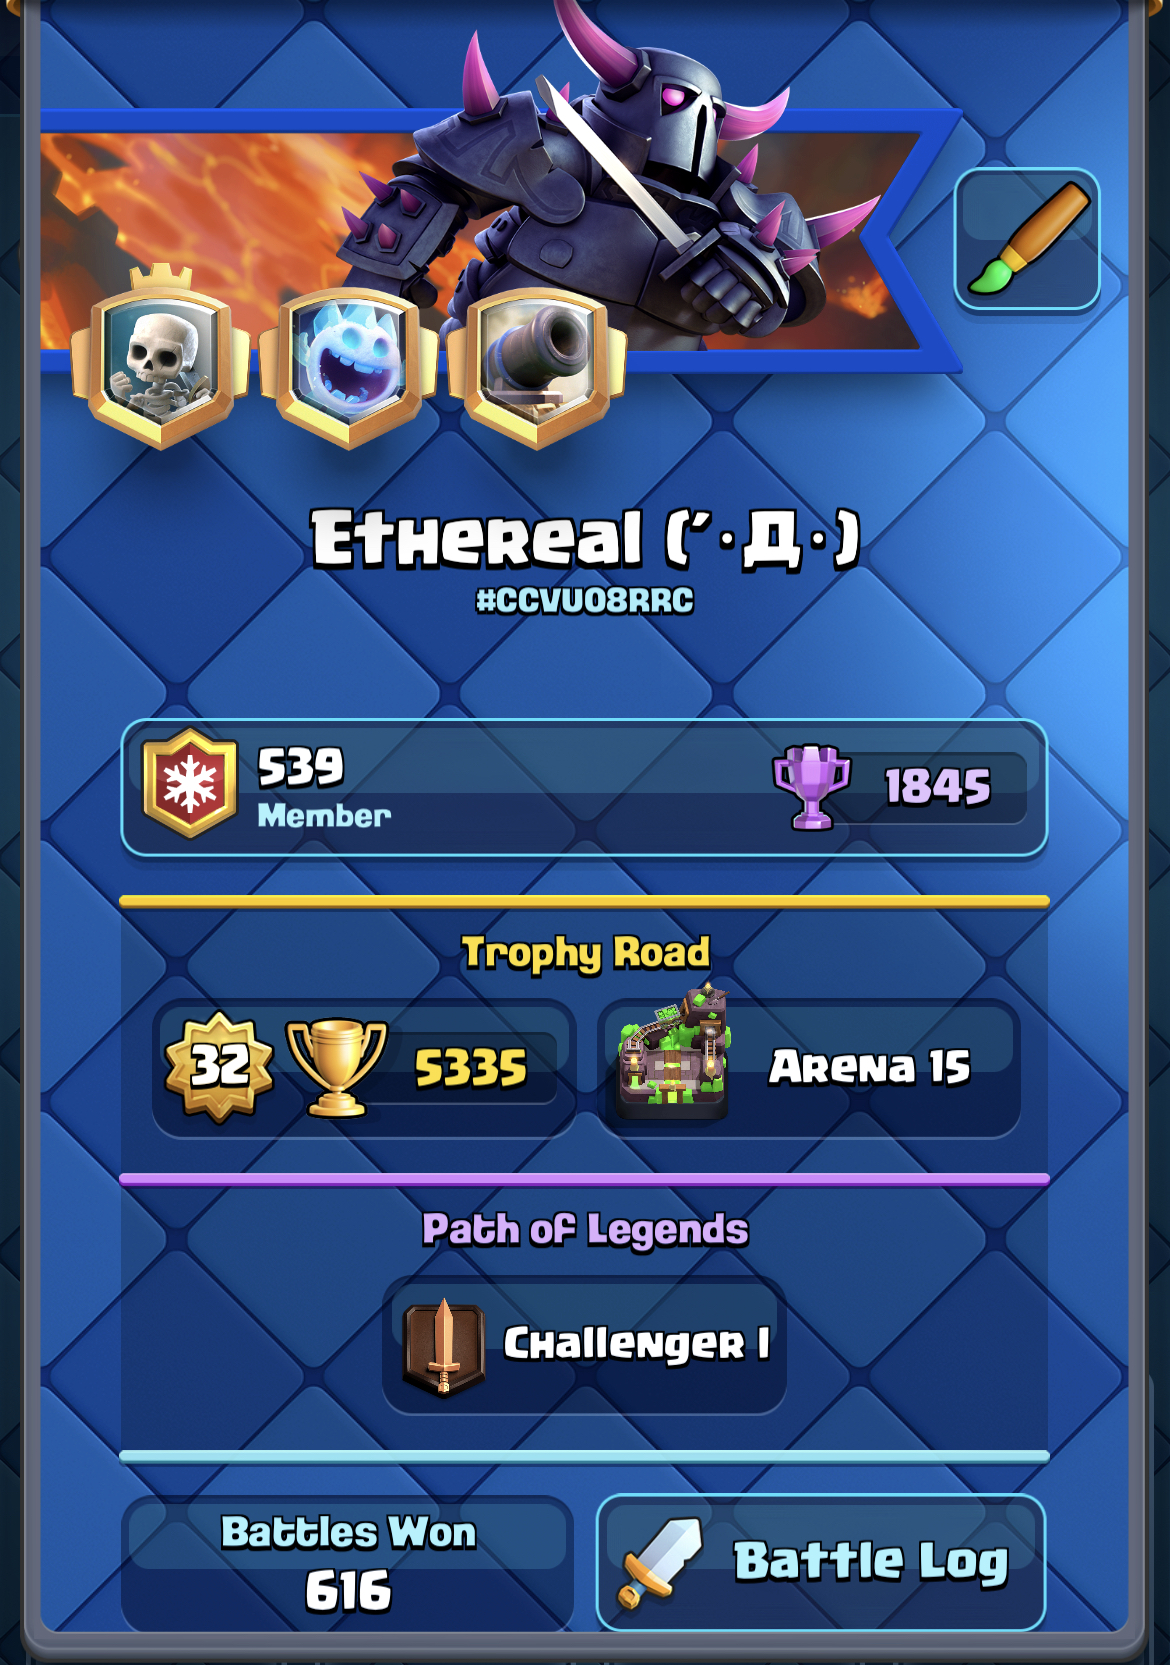 Ethereal (´·Д·)
#CCVU08RRC
539
Member
1845
Trophy Road
32
5335
Arena 15
Path of Legends
Challenger I
Battles Won
616
Battle Log